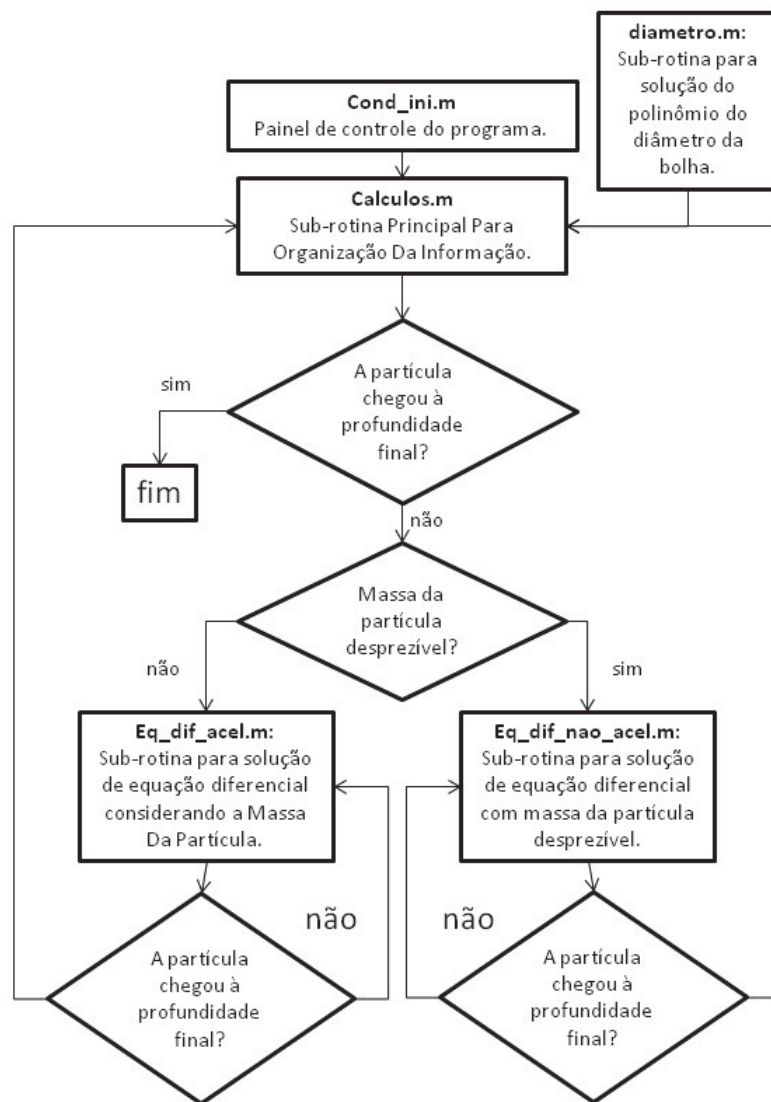 diametro.m:
Sub-rotina para
solução do
polinômio do
diâmetro da
bolha.
Cond_ini.m
Painel de controle do programa.
Calculos.m
Sub-rotina Principal Para
Organização Da Informação.
A partícula
chegou à
profundidade
final?
sim
fim
não
Massa da
partícula
desprezível?
não
sim
Eq_dif_acel.m:
Sub-rotina para solução
de equação diferencial
considerando a Massa
Da Partícula.
Eq_dif_nao_acel.m:
Sub-rotina para solução
de equação diferencial
com massa da partícula
desprezível.
não
não
A partícula
chegou à
profundidade
final?
A partícula
chegou à
profundidade
final?